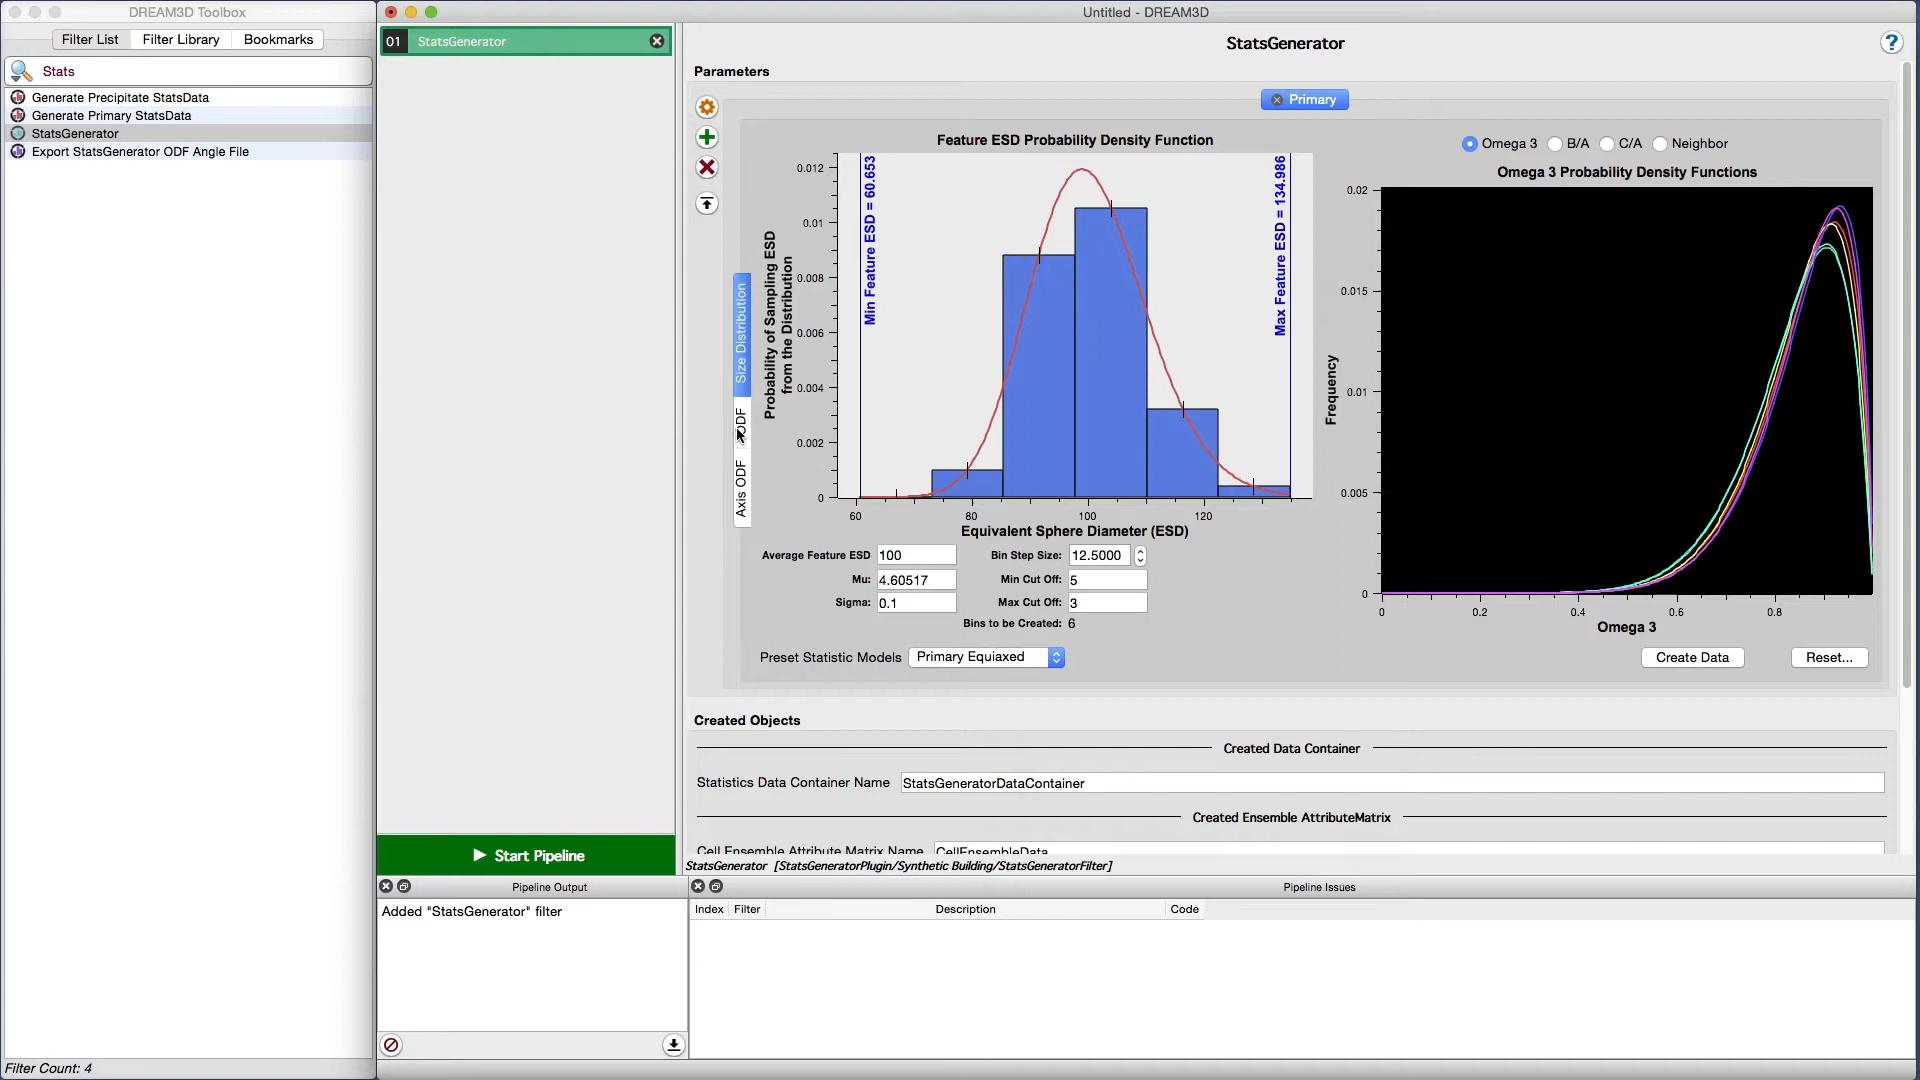 DREAM3D Toolbox
Filter List
Filter Library
Bookmarks
Stats
Generate Precipitate StatsData
Generate Primary StatsData
StatsGenerator
Export StatsGenerator ODF Angle File
Filter Count: 4
Untitled - DREAM3D
01 StatsGenerator
Start Pipeline
StatsGenerator
?
Parameters
Primary
Size Distribution
ODF
Axis ODF
Feature ESD Probability Density Function
Probability of Sampling ESD
from the Distribution
0.012
0.01
0.008
0.006
0.004
0.002
0
Min Feature ESD = 60.653
Max Feature ESD = 134.986
60
80
100
120
Equivalent Sphere Diameter (ESD)
Average Feature ESD 100
Bin Step Size: 12.5000
Mu: 4.60517
Min Cut Off: 5
Sigma: 0.1
Max Cut Off: 3
Bins to be Created: 6
Preset Statistic Models Primary Equiaxed
Omega 3
B/A
C/A
Neighbor
Omega 3 Probability Density Functions
Frequency
0.02
0.015
0.01
0.005
0
0
0.2
0.4
0.6
0.8
Omega 3
Create Data
Reset...
Created Objects
Created Data Container
Statistics Data Container Name StatsGeneratorDataContainer
Created Ensemble AttributeMatrix
Cell Ensemble Attribute Matrix Name CellEnsembleData
StatsGenerator [StatsGeneratorPlugin/Synthetic Building/StatsGeneratorFilter]
Pipeline Output
Added "StatsGenerator" filter
Pipeline Issues
Index
Filter
Description
Code